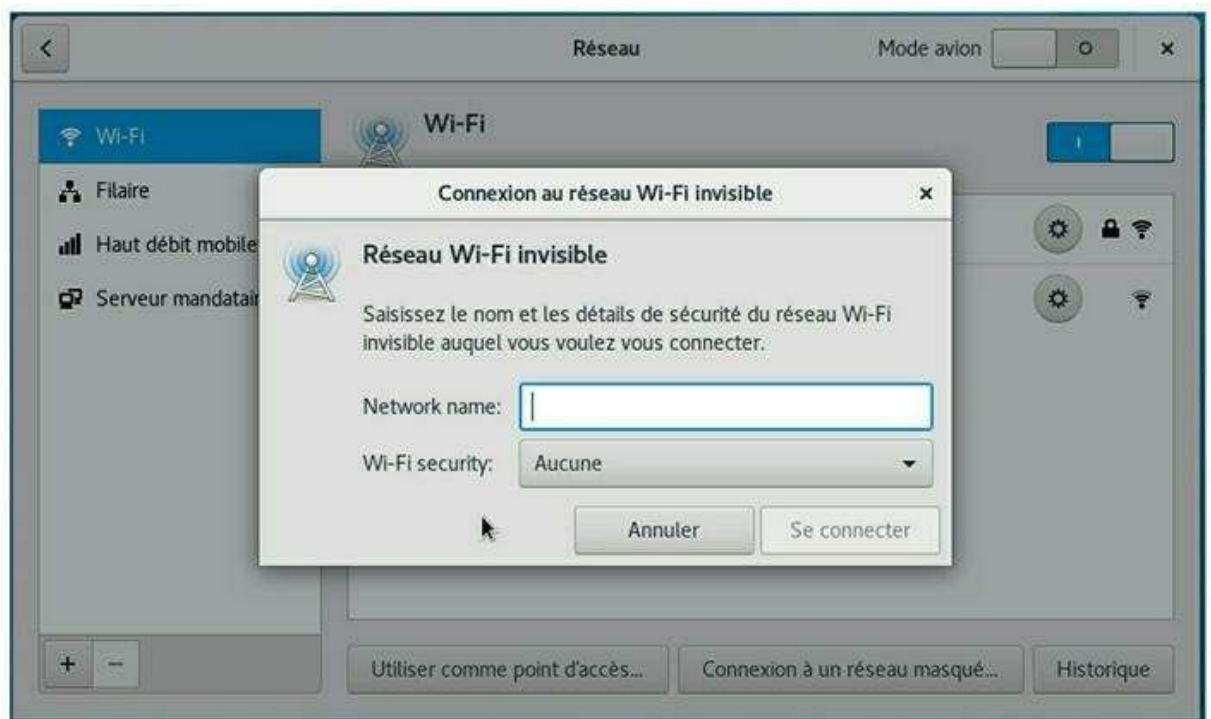 Réseau
Mode avion
Wi-Fi
Filaire
Haut débit mobile
Serveur mandatair
Wi-Fi
Connexion au réseau Wi-Fi invisible
Réseau Wi-Fi invisible
Saisissez le nom et les détails de sécurité du réseau Wi-Fi
invisible auquel vous voulez vous connecter.
Network name:
Wi-Fi security: Aucune
Annuler Se connecter
Utiliser comme point d'accès... Connexion à un réseau masqué... Historique